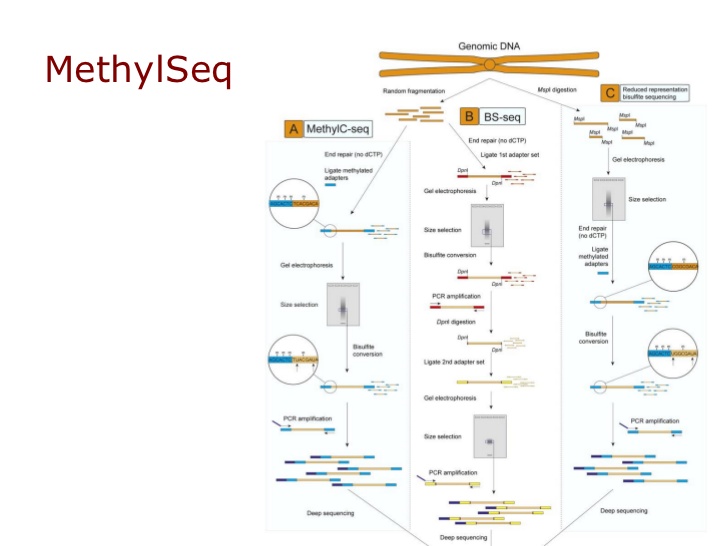 MethylSeq
Genomic DNA
Random fragmentation
MspI digestion
C
Reduced representation
bisulfite sequencing
A
MethylC-seq
End repair (no dCTP)
Ligate methylated
adapters
Gel electrophoresis
Size selection
Bisulfite
conversion
PCR amplification
Deep sequencing
B
BS-seq
End repair (no dCTP)
Ligate 1st adapter set
DpnI
DpnI
Gel electrophoresis
Size selection
Bisulfite conversion
DpnI
DpnI
PCR amplification
DpnI digestion
DpnI
DpnI
Ligate 2nd adapter set
Gel electrophoresis
Size selection
PCR amplification
Deep sequencing
MspI
MspI
MspI
MspI
MspI
Gel electrophoresis
Size selection
End repair
(no dCTP)
Ligate
methylated
adapters
Bisulfite
conversion
PCR amplification
Deep sequencing